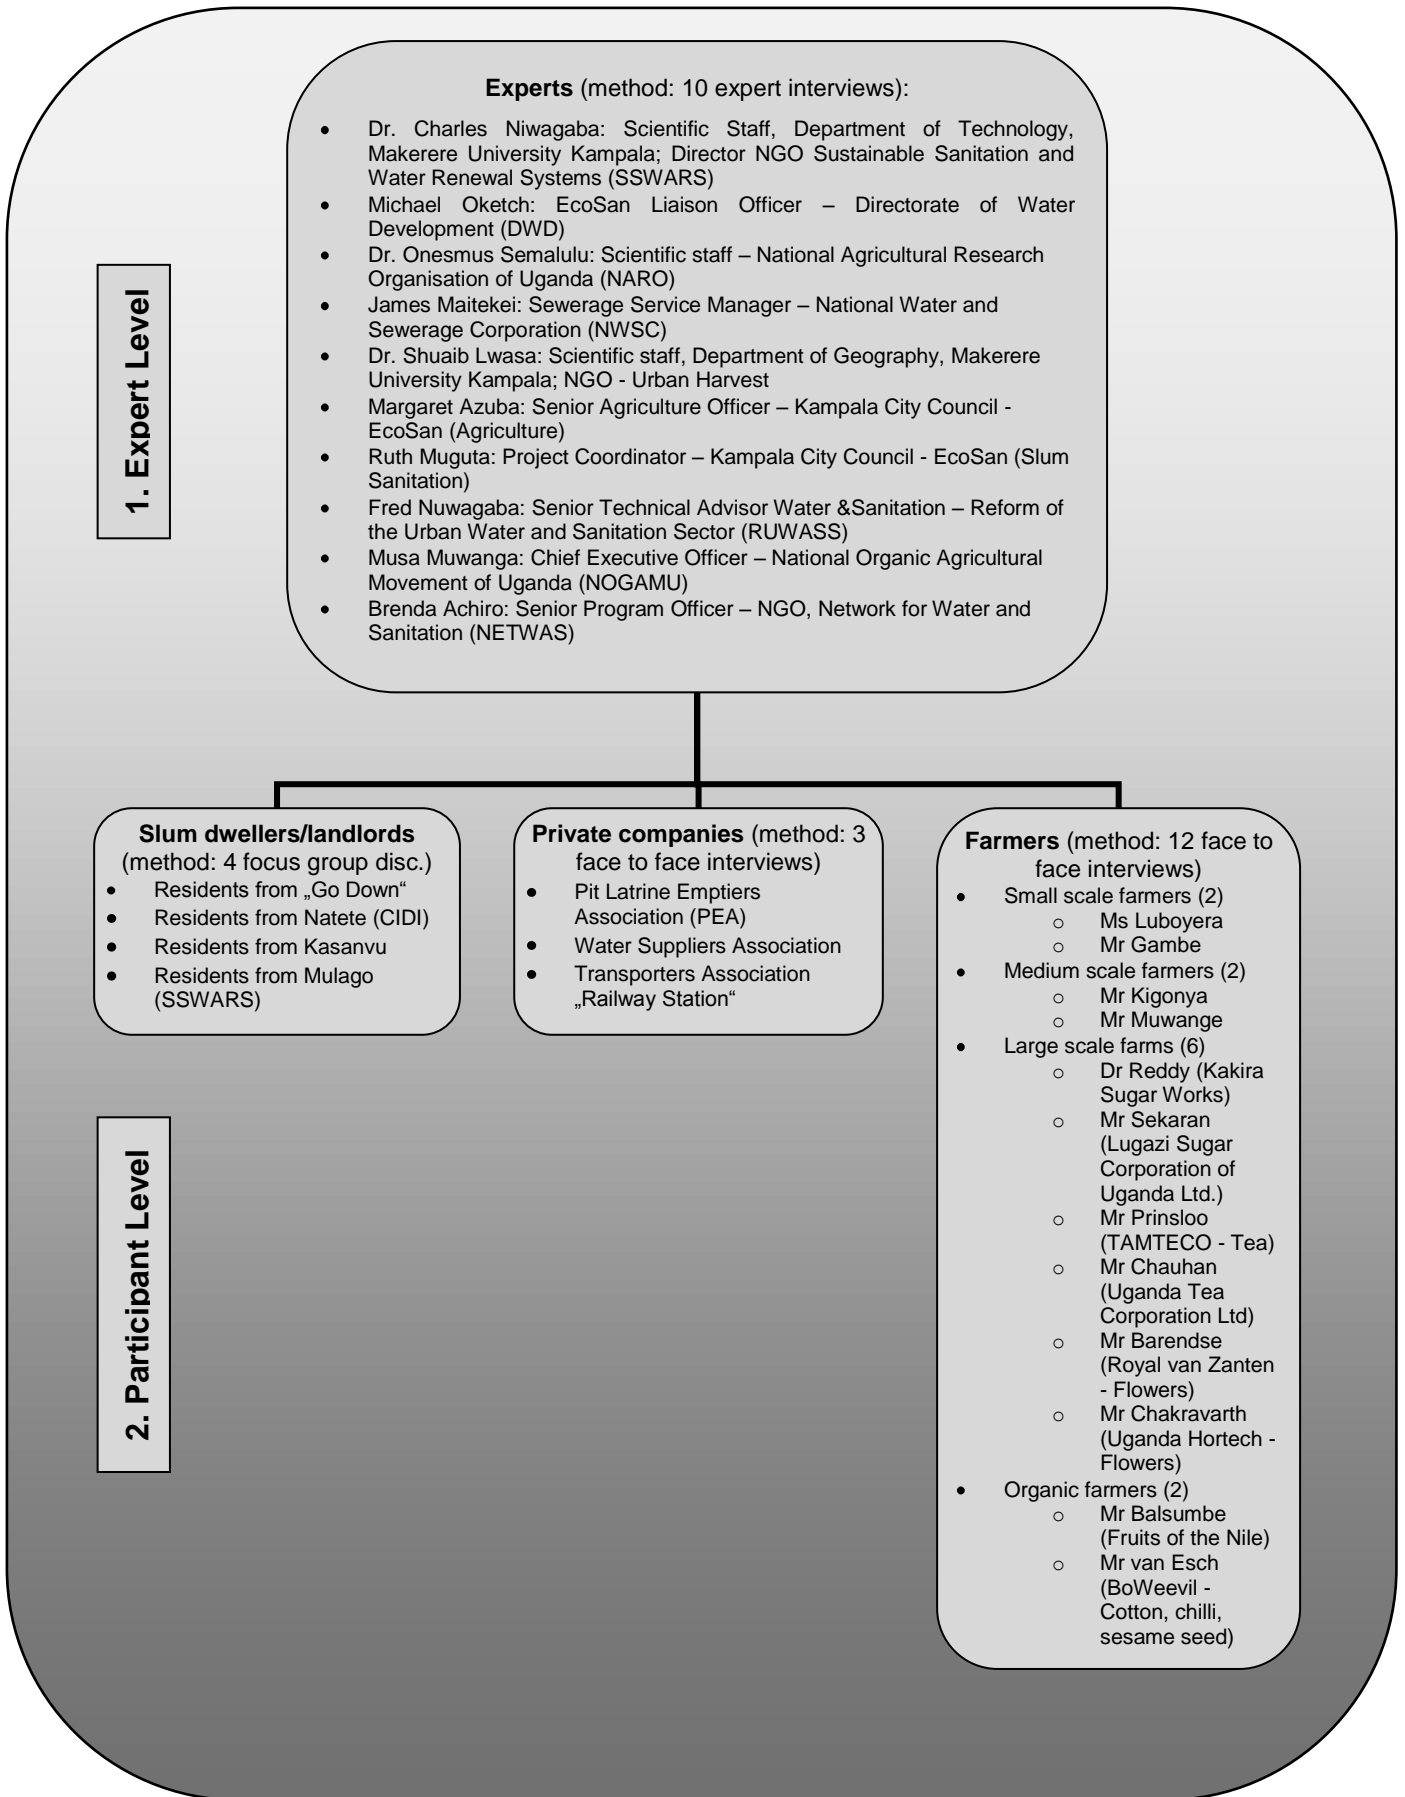 Experts (method: 10 expert interviews):
• Dr. Charles Niwagaba: Scientific Staff, Department of Technology,
Makerere University Kampala; Director NGO Sustainable Sanitation and
Water Renewal Systems (SSWARS)
• Michael Oketch: EcoSan Liaison Officer – Directorate of Water
Development (DWD)
• Dr. Onesmus Semalulu: Scientific staff – National Agricultural Research
Organisation of Uganda (NARO)
• James Maitekei: Sewerage Service Manager – National Water and
Sewerage Corporation (NWSC)
• Dr. Shuaib Lwasa: Scientific staff, Department of Geography, Makerere
University Kampala; NGO - Urban Harvest
• Margaret Azuba: Senior Agriculture Officer – Kampala City Council -
EcoSan (Agriculture)
• Ruth Muguta: Project Coordinator – Kampala City Council - EcoSan (Slum
Sanitation)
• Fred Nuwagaba: Senior Technical Advisor Water &Sanitation – Reform of
the Urban Water and Sanitation Sector (RUWASS)
• Musa Muwanga: Chief Executive Officer – National Organic Agricultural
Movement of Uganda (NOGAMU)
• Brenda Achiro: Senior Program Officer – NGO, Network for Water and
Sanitation (NETWAS)
1. Expert Level
Slum dwellers/landlords
(method: 4 focus group disc.)
• Residents from „Go Down“
• Residents from Natete (CIDI)
• Residents from Kasanvu
• Residents from Mulago
(SSWARS)
Private companies (method: 3
face to face interviews)
• Pit Latrine Emptiers
Association (PEA)
• Water Suppliers Association
• Transporters Association
„Railway Station“
Farmers (method: 12 face to
face interviews)
• Small scale farmers (2)
o Ms Luboyera
o Mr Gambe
• Medium scale farmers (2)
o Mr Kigonya
o Mr Muwange
• Large scale farms (6)
o Dr Reddy (Kakira
Sugar Works)
o Mr Sekaran
(Lugazi Sugar
Corporation of
Uganda Ltd.)
o Mr Prinsloo
(TAMTECO - Tea)
o Mr Chauhan
(Uganda Tea
Corporation Ltd)
o Mr Barendse
(Royal van Zanten
- Flowers)
o Mr Chakravarth
(Uganda Hortech -
Flowers)
• Organic farmers (2)
o Mr Balsumbe
(Fruits of the Nile)
o Mr van Esch
(BoWeevil -
Cotton, chilli,
sesame seed)
2. Participant Level